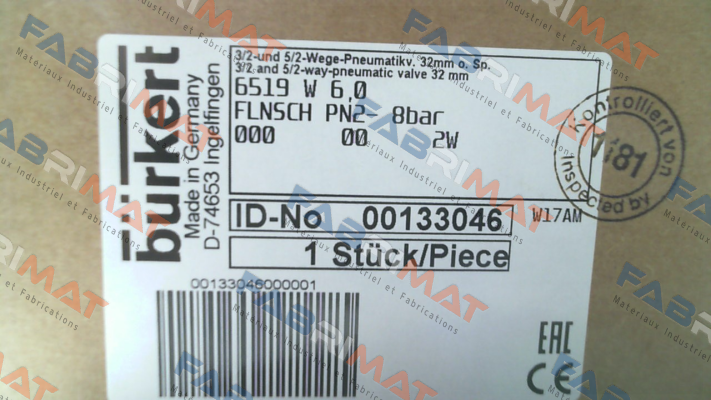 bürkert
Made in Germany
D-74653 Ingelfingen
3/2-und 5/2-Wege-Pneumatikv. 32mm o. Sp.
3/2 and 5/2-way-pneumatic valve 32 mm
6519 W 6,0
FLNSCH PN2- 8bar
000 00 2W
ID-No 00133046
W17AM
1 Stück/Piece
00133046000001
Kontrolliert von
1181
Inspected by
EAC
CE
FABRIMAT
Materiaux Industriel et Fabrications